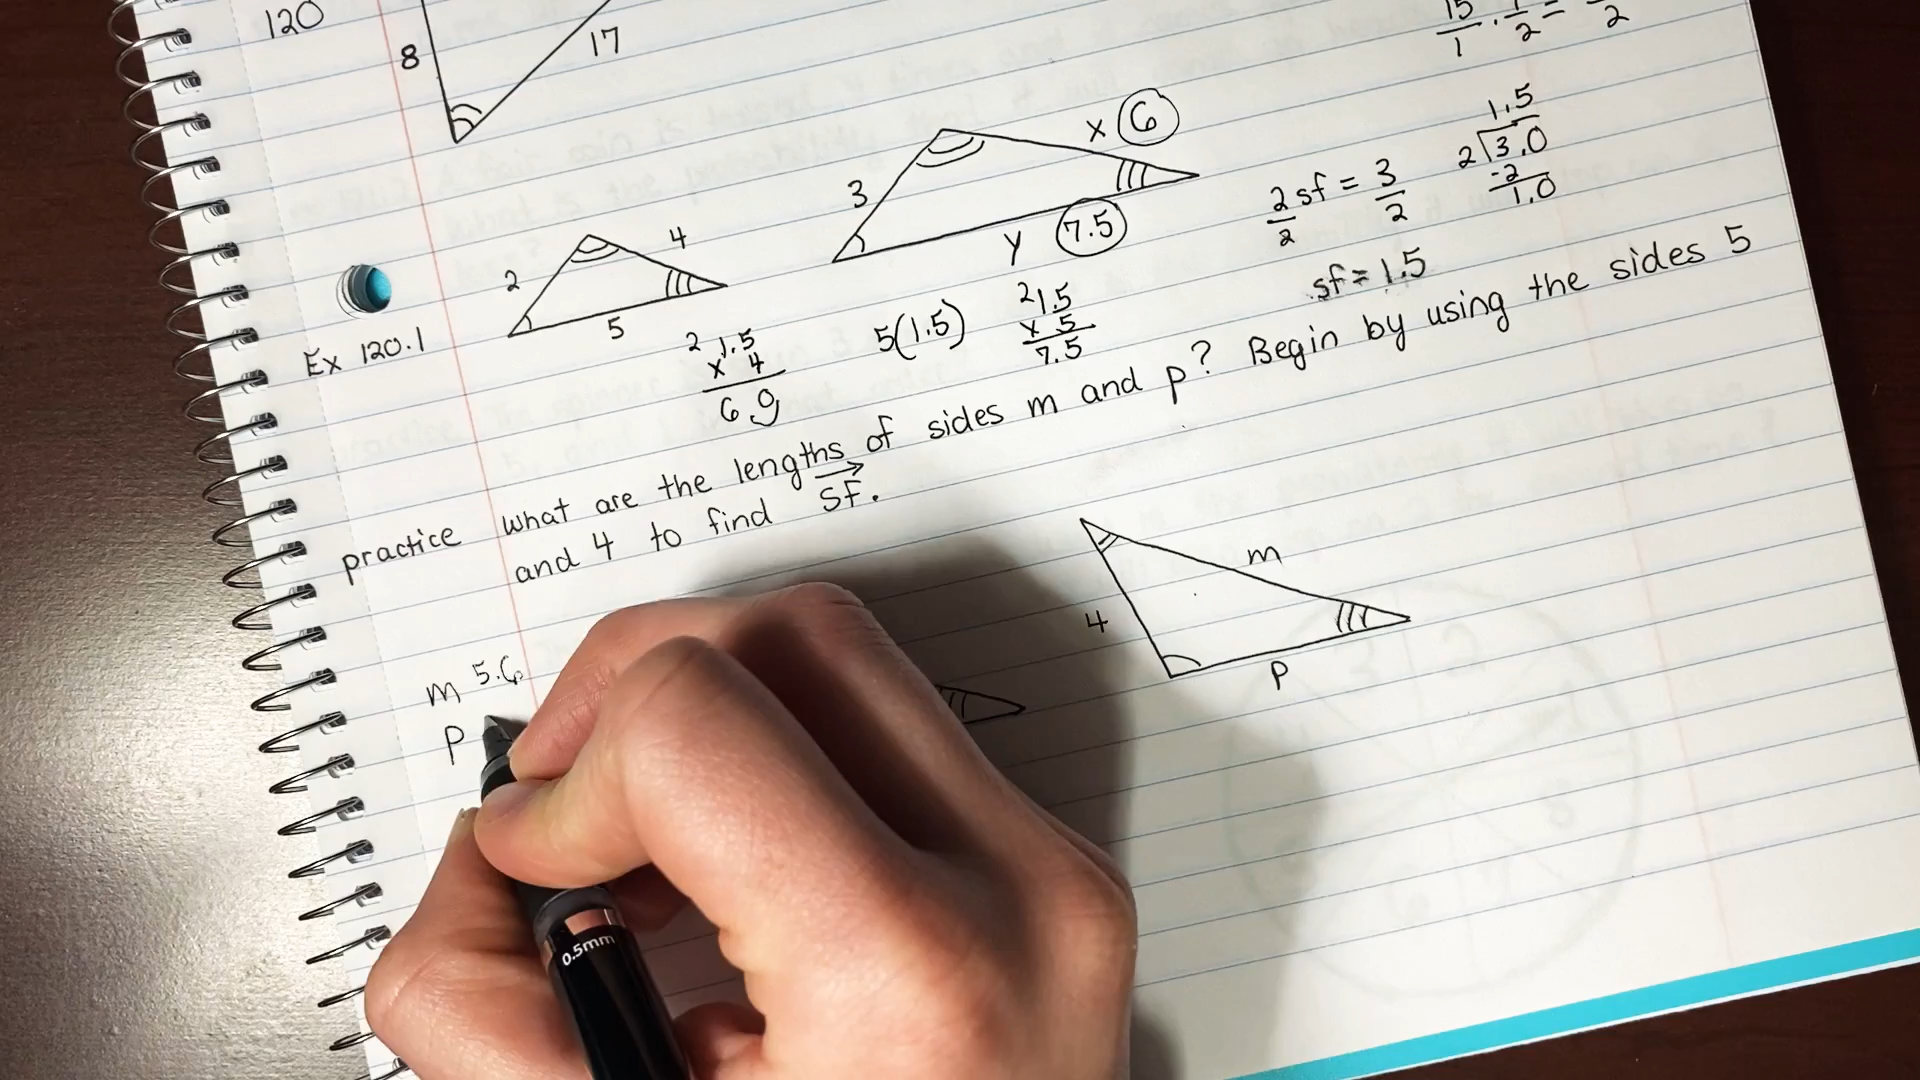 120
8
17
15/1 · 1/2 =  /2
x 6
3
y 7.5
2/2 sf = 3/2
1.5
2√3.0
-2
1.0
sf = 1.5
2
4
5
Ex 120.1
2 1.5
x 4
6.0
5(1.5)
2 1.5
x 5
7.5
practice what are the lengths of sides m and p? Begin by using the sides 5
and 4 to find SF.
m
4
p
m 5.6
p
0.5mm